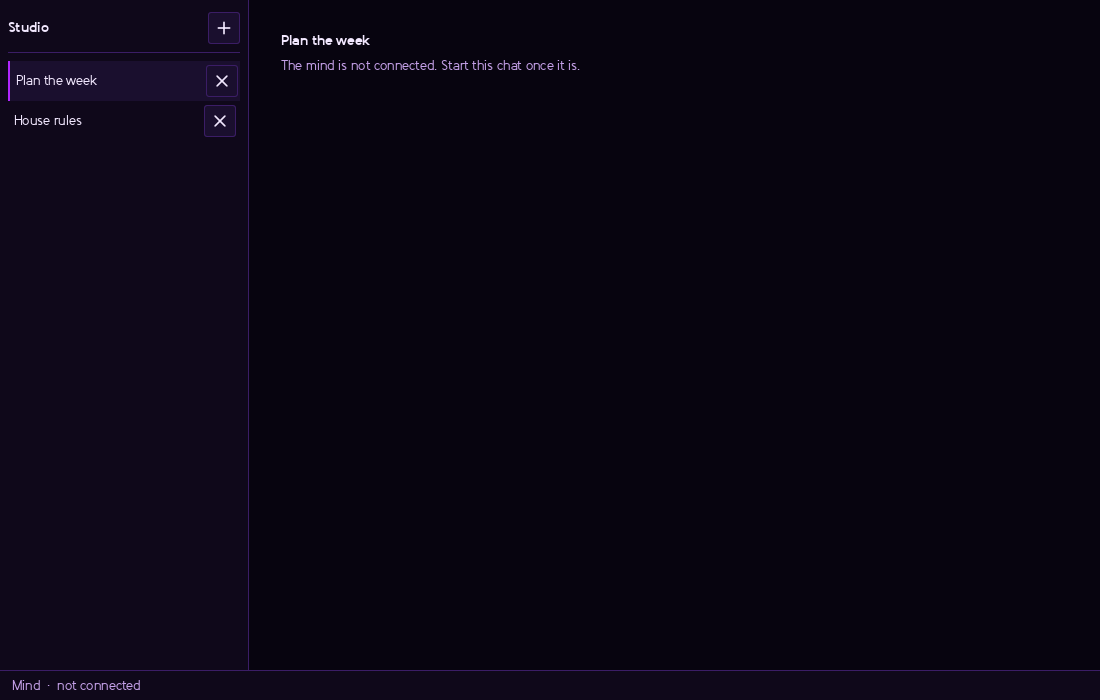 Studio
Plan the week
House rules
Plan the week
The mind is not connected. Start this chat once it is.
Mind · not connected